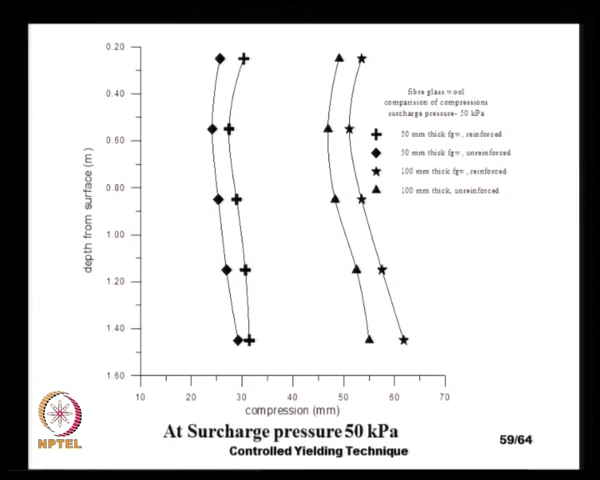 0.20
0.40
0.60
0.80
1.00
1.20
1.40
1.60
depth from surface (m)
10 20 30 40 50 60 70
compression (mm)
fibre glass wool
comparision of compressions
surcharge pressure- 50 kPa
50 mm thick fgw, reinforced
50 mm thick fgw, unreinforced
100 mm thick fgw, reinforced
100 mm thick, unreinforced
At Surcharge pressure 50 kPa
Controlled Yielding Technique
59/64
NPTEL